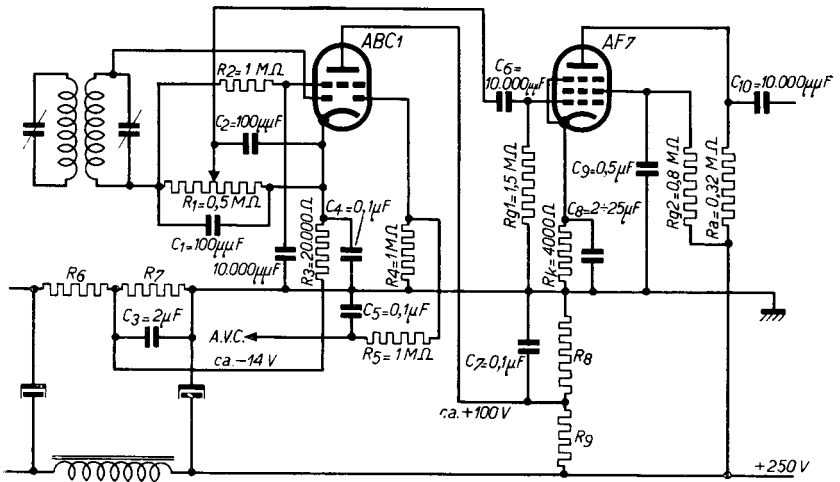 ABC1
AF7
R2=1 MΩ
C2=100μμF
R1=0,5 MΩ
C1=100μμF
10.000μμF
R3=20.000Ω
C4=0,1μF
R4=1MΩ
C5=0,1μF
R5=1MΩ
A.V.C.
R6
R7
C3=2μF
ca.-14 V
C6=
10.000μμF
Rg1=1,5 MΩ
Rk=4000Ω
C8=2÷25μF
C9=0,5μF
Rg2=0,8 MΩ
Ra=0,32 MΩ
C10=10.000μμF
C7=0,1μF
R8
R9
ca.+100V
+250V